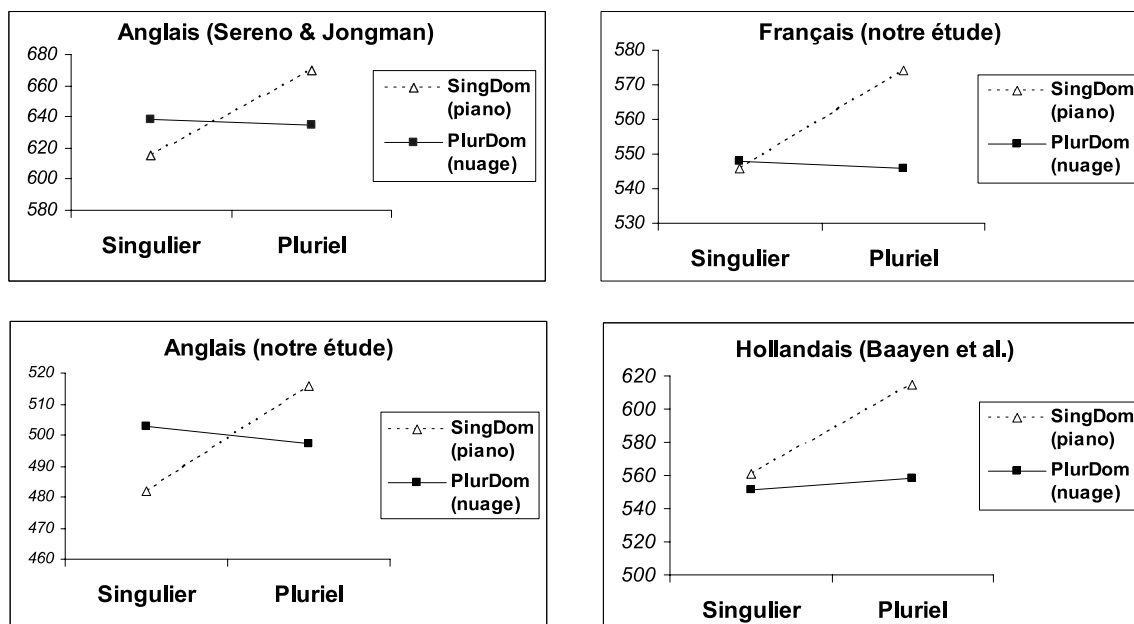 Anglais (Sereno & Jongman)
680
660
640
620
600
580
Singulier
Pluriel
SingDom
(piano)
PlurDom
(nuage)
Français (notre étude)
580
570
560
550
540
530
Singulier
Pluriel
SingDom
(piano)
PlurDom
(nuage)
Anglais (notre étude)
520
510
500
490
480
470
460
Singulier
Pluriel
SingDom
(piano)
PlurDom
(nuage)
Hollandais (Baayen et al.)
620
600
580
560
540
520
500
Singulier
Pluriel
SingDom
(piano)
PlurDom
(nuage)